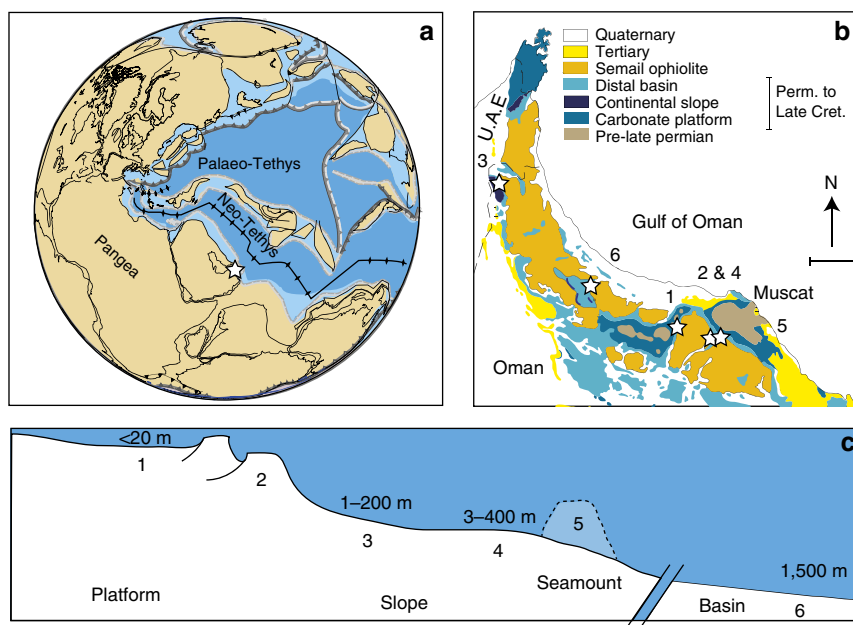 a
Palaeo-Tethys
Neo-Tethys
Pangea
b
Quaternary
Tertiary
Semail ophiolite
Distal basin
Continental slope
Carbonate platform
Pre-late permian
Perm. to
Late Cret.
U.A.E
3
N
Gulf of Oman
6
2 & 4
1
Muscat
5
Oman
c
<20 m
1
2
1–200 m
3
3–400 m
4
5
1,500 m
Platform
Slope
Seamount
Basin
6